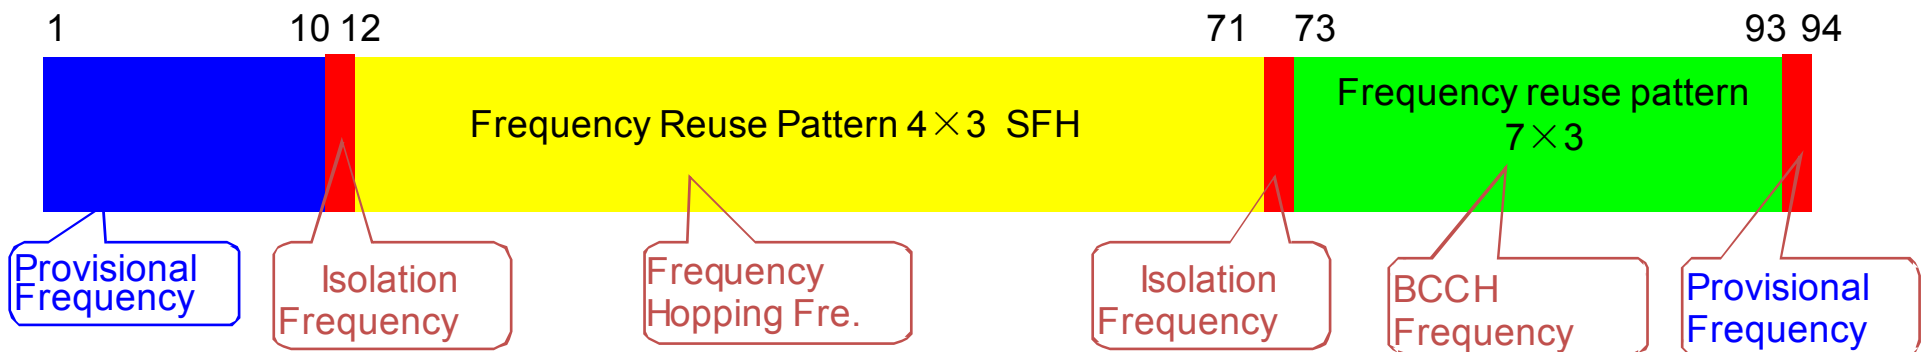 1 10 12 71 73 93 94
Frequency Reuse Pattern 4×3 SFH
Frequency reuse pattern
7×3
Provisional
Frequency
Isolation
Frequency
Frequency
Hopping Fre.
Isolation
Frequency
BCCH
Frequency
Provisional
Frequency